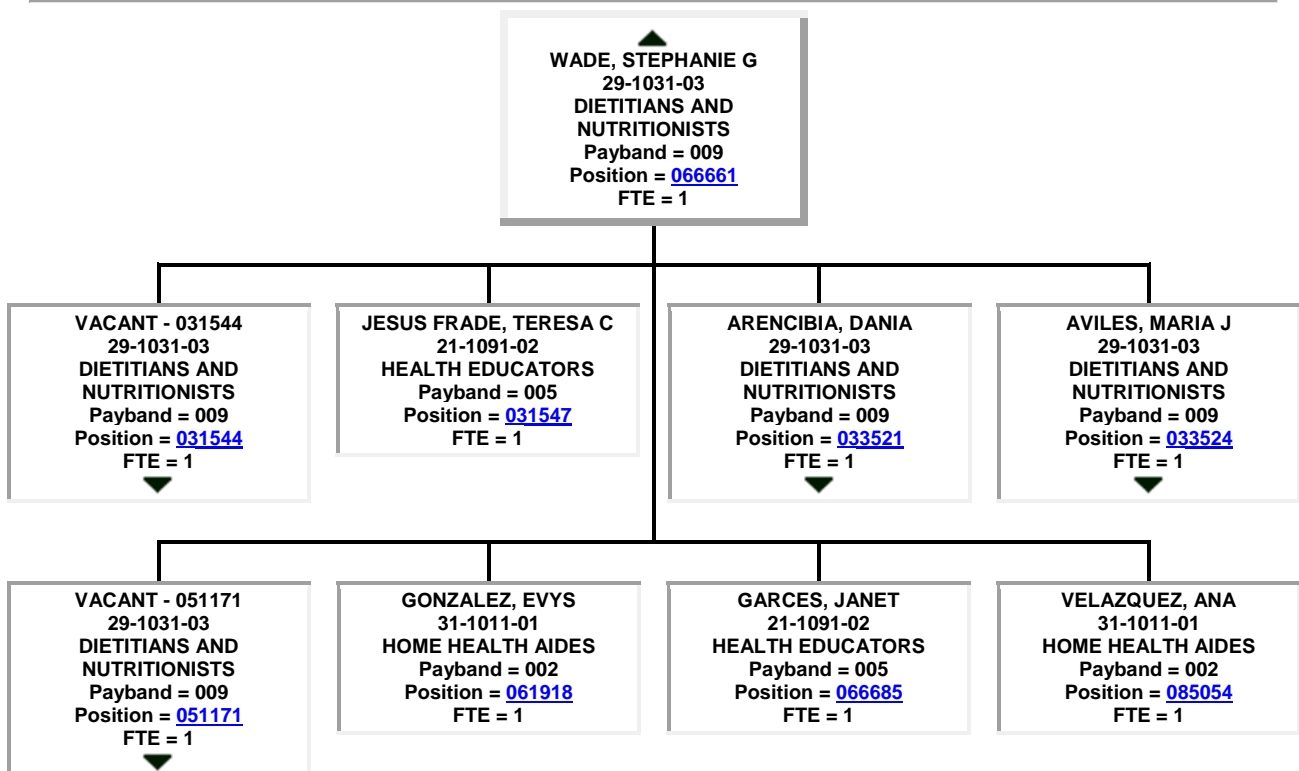 WADE, STEPHANIE G
29-1031-03
DIETITIANS AND
NUTRITIONISTS
Payband = 009
Position = 066661
FTE = 1
VACANT - 031544
29-1031-03
DIETITIANS AND
NUTRITIONISTS
Payband = 009
Position = 031544
FTE = 1
JESUS FRADE, TERESA C
21-1091-02
HEALTH EDUCATORS
Payband = 005
Position = 031547
FTE = 1
ARENCIBIA, DANIA
29-1031-03
DIETITIANS AND
NUTRITIONISTS
Payband = 009
Position = 033521
FTE = 1
AVILES, MARIA J
29-1031-03
DIETITIANS AND
NUTRITIONISTS
Payband = 009
Position = 033524
FTE = 1
VACANT - 051171
29-1031-03
DIETITIANS AND
NUTRITIONISTS
Payband = 009
Position = 051171
FTE = 1
GONZALEZ, EVYS
31-1011-01
HOME HEALTH AIDES
Payband = 002
Position = 061918
FTE = 1
GARCES, JANET
21-1091-02
HEALTH EDUCATORS
Payband = 005
Position = 066685
FTE = 1
VELAZQUEZ, ANA
31-1011-01
HOME HEALTH AIDES
Payband = 002
Position = 085054
FTE = 1